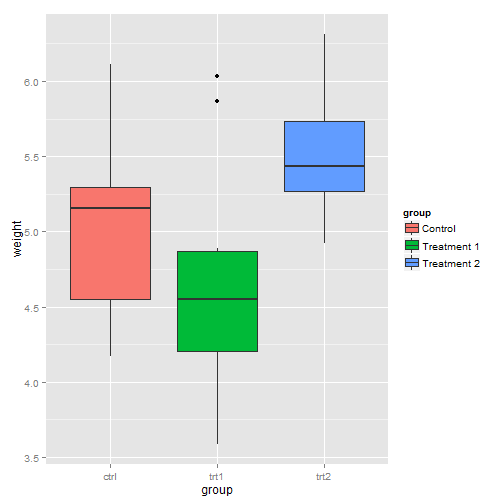 weight
6.0
5.5
5.0
4.5
4.0
3.5
ctrl
trt1
trt2
group
group
Control
Treatment 1
Treatment 2